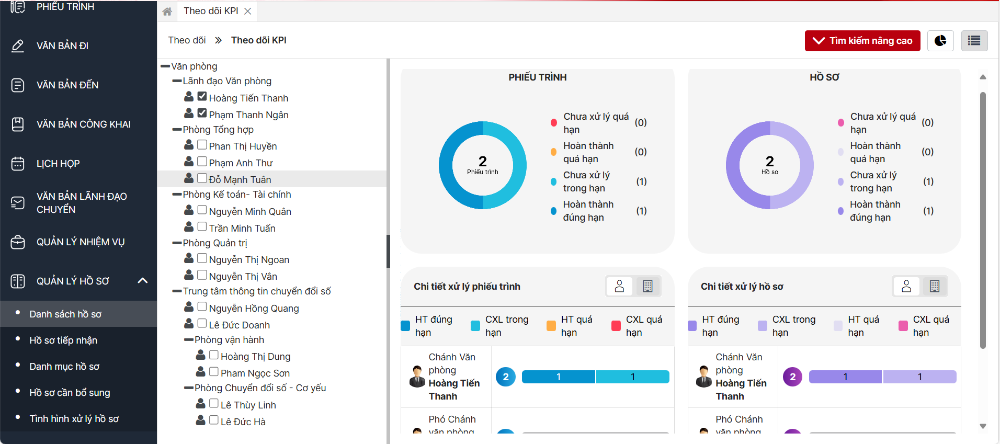 PHIẾU TRÌNH
VĂN BẢN ĐI
VĂN BẢN ĐẾN
VĂN BẢN CÔNG KHAI
LỊCH HỌP
VĂN BẢN LÃNH ĐẠO
CHUYỂN
QUẢN LÝ NHIỆM VỤ
QUẢN LÝ HỒ SƠ
Danh sách hồ sơ
Hồ sơ tiếp nhận
Danh mục hồ sơ
Hồ sơ cần bổ sung
Tình hình xử lý hồ sơ
Theo dõi KPI
Theo dõi » Theo dõi KPI
Tìm kiếm nâng cao
Văn phòng
Lãnh đạo Văn phòng
Hoàng Tiến Thanh
Phạm Thanh Ngân
Phòng Tổng hợp
Phan Thị Huyền
Phạm Anh Thư
Đỗ Mạnh Tuân
Phòng Kế toán- Tài chính
Nguyễn Minh Quân
Trần Minh Tuấn
Phòng Quản trị
Nguyễn Thị Ngoan
Nguyễn Thị Vân
Trung tâm thông tin chuyển đổi số
Nguyễn Hồng Quang
Lê Đức Doanh
Phòng vận hành
Hoàng Thị Dung
Pham Ngọc Sơn
Phòng Chuyển đổi số - Cơ yếu
Lê Thùy Linh
Lê Đức Hà
PHIẾU TRÌNH
2
Phiếu trình
Chưa xử lý quá
hạn (0)
Hoàn thành
quá hạn (0)
Chưa xử lý
trong hạn (1)
Hoàn thành
đúng hạn (1)
HỒ SƠ
2
Hồ sơ
Chưa xử lý quá
hạn (0)
Hoàn thành
quá hạn (0)
Chưa xử lý
trong hạn (1)
Hoàn thành
đúng hạn (1)
Chi tiết xử lý phiếu trình
HT đúng
hạn
CXL trong
hạn
HT quá
hạn
CXL quá
hạn
Chánh Văn
phòng
Hoàng Tiến
Thanh
2 1 1
Phó Chánh
văn phòng
Chi tiết xử lý hồ sơ
HT đúng
hạn
CXL trong
hạn
HT quá
hạn
CXL quá
hạn
Chánh Văn
phòng
Hoàng Tiến
Thanh
2 1 1
Phó Chánh
văn phòng